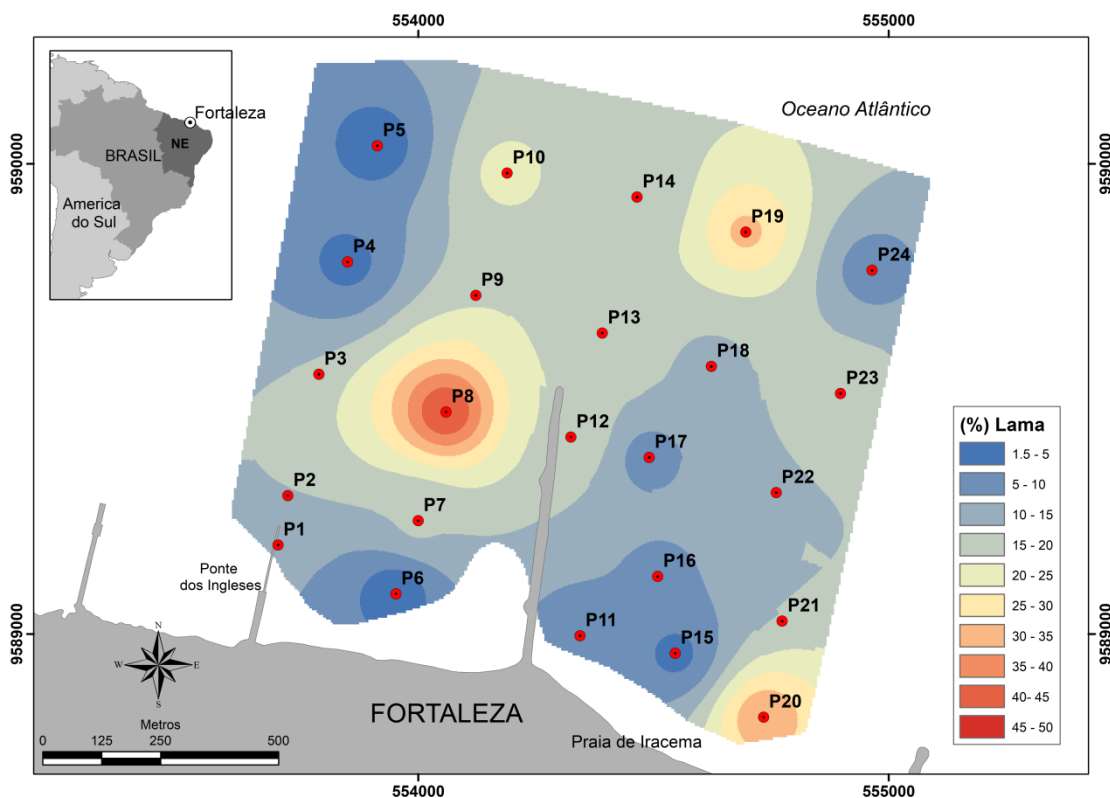 554000
555000
9590000
9590000
Fortaleza
NE
BRASIL
America
do Sul
Oceano Atlântico
P5
P10
P14
P19
P4
P24
P9
P13
P3
P18
P23
P8
P12
P17
P2
P22
P7
P1
P16
P6
P21
P11
P15
P20
Ponte
dos Ingleses
9589000
9589000
N
W
E
S
Metros
0
125
250
500
FORTALEZA
Praia de Iracema
(%) Lama
1.5 - 5
5 - 10
10 - 15
15 - 20
20 - 25
25 - 30
30 - 35
35 - 40
40- 45
45 - 50
554000
555000